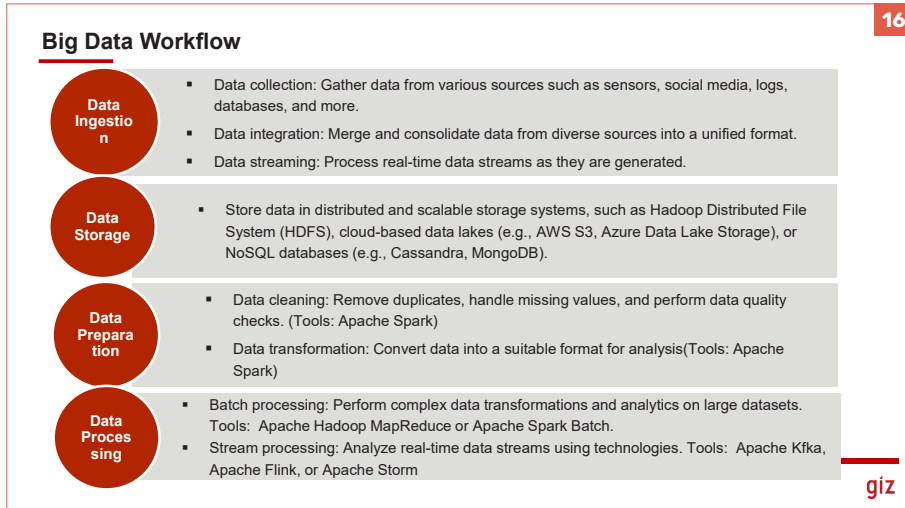 16
Big Data Workflow
Data
Ingestio
n
▪ Data collection: Gather data from various sources such as sensors, social media, logs,
databases, and more.
▪ Data integration: Merge and consolidate data from diverse sources into a unified format.
▪ Data streaming: Process real-time data streams as they are generated.
Data
Storage
▪ Store data in distributed and scalable storage systems, such as Hadoop Distributed File
System (HDFS), cloud-based data lakes (e.g., AWS S3, Azure Data Lake Storage), or
NoSQL databases (e.g., Cassandra, MongoDB).
Data
Prepara
tion
▪ Data cleaning: Remove duplicates, handle missing values, and perform data quality
checks. (Tools: Apache Spark)
▪ Data transformation: Convert data into a suitable format for analysis(Tools: Apache
Spark)
Data
Proces
sing
▪ Batch processing: Perform complex data transformations and analytics on large datasets.
Tools: Apache Hadoop MapReduce or Apache Spark Batch.
▪ Stream processing: Analyze real-time data streams using technologies. Tools: Apache Kfka,
Apache Flink, or Apache Storm
giz